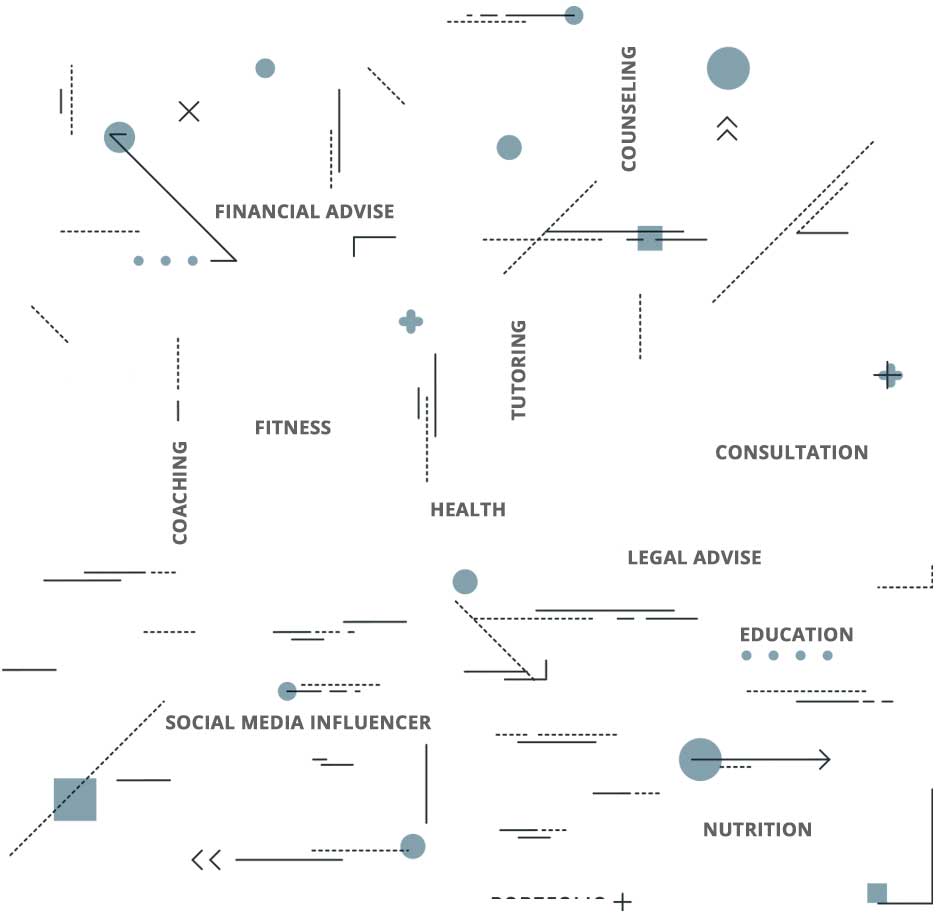 COUNSELING
FINANCIAL ADVISE
TUTORING
FITNESS
COACHING
CONSULTATION
HEALTH
LEGAL ADVISE
EDUCATION
SOCIAL MEDIA INFLUENCER
NUTRITION